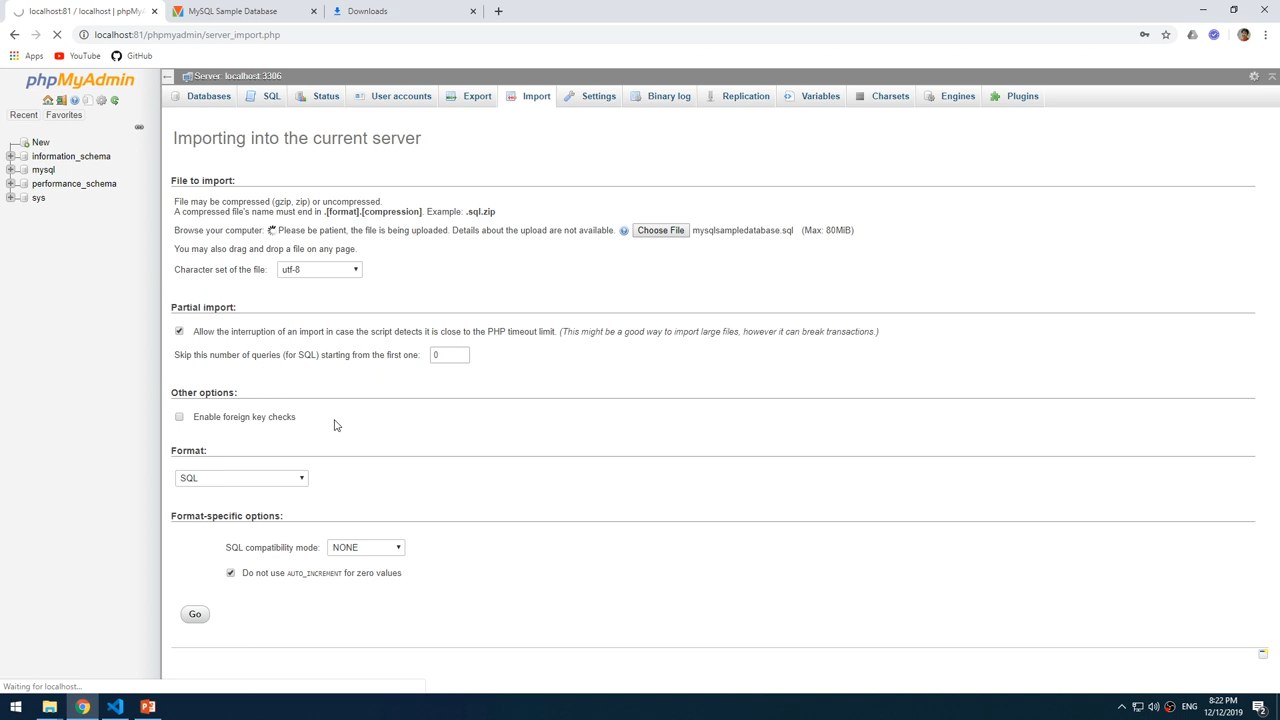 localhost:81 / localhost | phpMyA
MySQL Sample Database
Downloads
localhost:81/phpmyadmin/server_import.php
Apps YouTube GitHub
phpMyAdmin
Recent Favorites
New
information_schema
mysql
performance_schema
sys
Server: localhost:3306
Databases SQL Status User accounts Export Import Settings Binary log Replication Variables Charsets Engines Plugins
Importing into the current server
File to import:
File may be compressed (gzip, zip) or uncompressed.
A compressed file's name must end in .[format].[compression]. Example: .sql.zip
Browse your computer: Please be patient, the file is being uploaded. Details about the upload are not available. Choose File mysqlsampledatabase.sql (Max: 80MiB)
You may also drag and drop a file on any page.
Character set of the file: utf-8
Partial import:
Allow the interruption of an import in case the script detects it is close to the PHP timeout limit. (This might be a good way to import large files, however it can break transactions.)
Skip this number of queries (for SQL) starting from the first one: 0
Other options:
Enable foreign key checks
Format:
SQL
Format-specific options:
SQL compatibility mode: NONE
Do not use AUTO_INCREMENT for zero values
Go
Waiting for localhost...
ENG
8:22 PM
12/12/2019
2